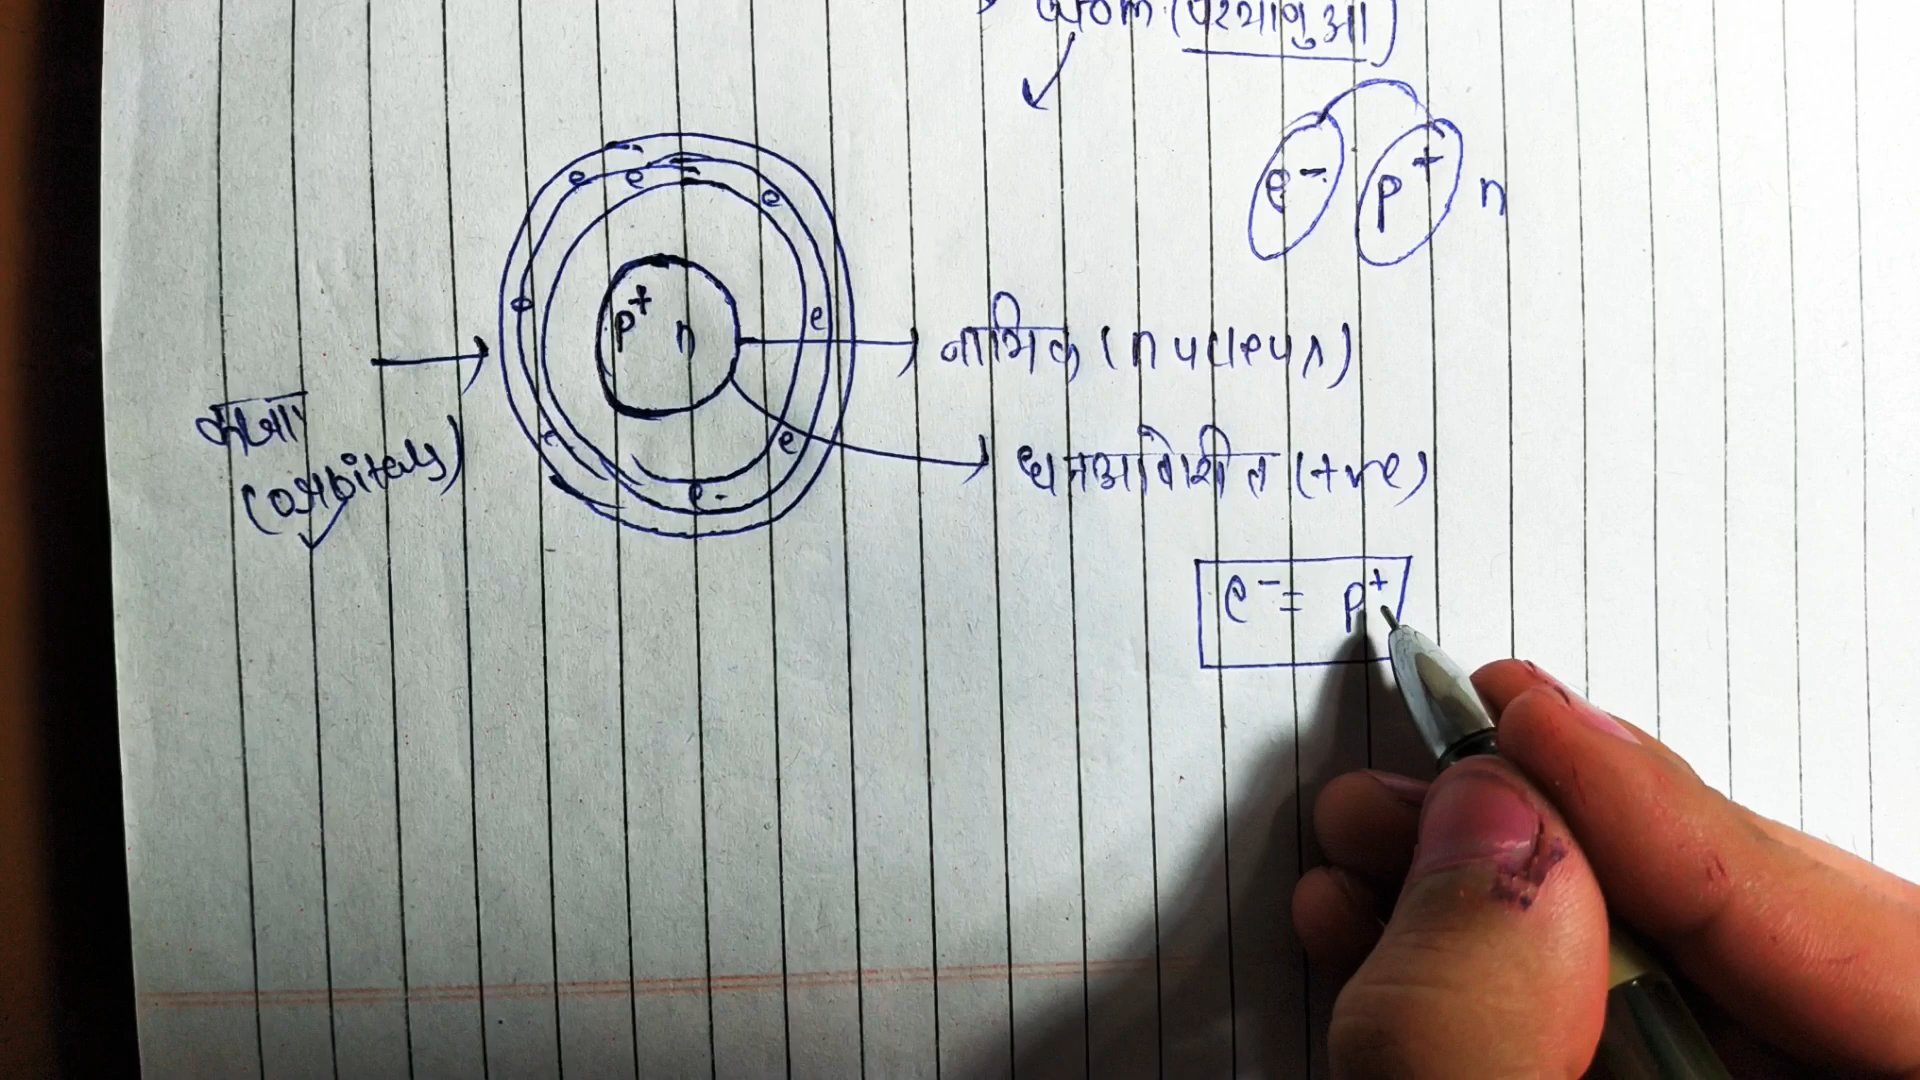 atom (परमाणुओ)
e⁻ p⁺ n
e e e
p⁺ n e
नाभिक (nucleus)
कक्षा
(orbitals)
e e
धनआवेशीत (+ve)
e
e⁻ = p⁺